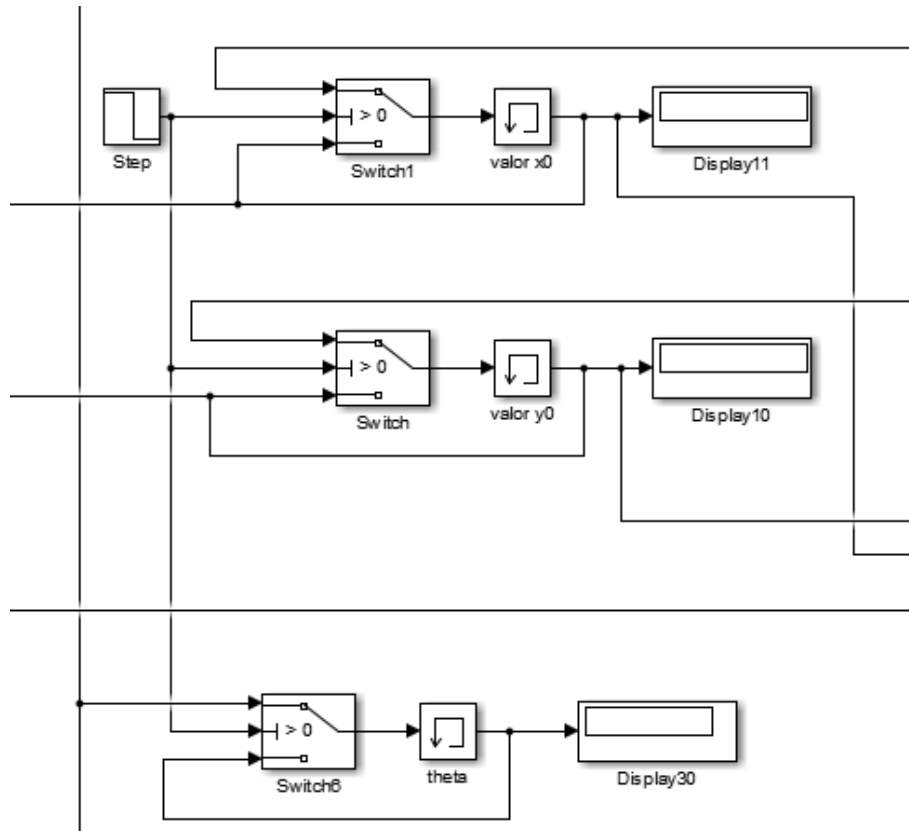 > 0
Step
Switch1
valor x0
Display11
> 0
Switch
valor y0
Display10
> 0
Switch6
theta
Display30